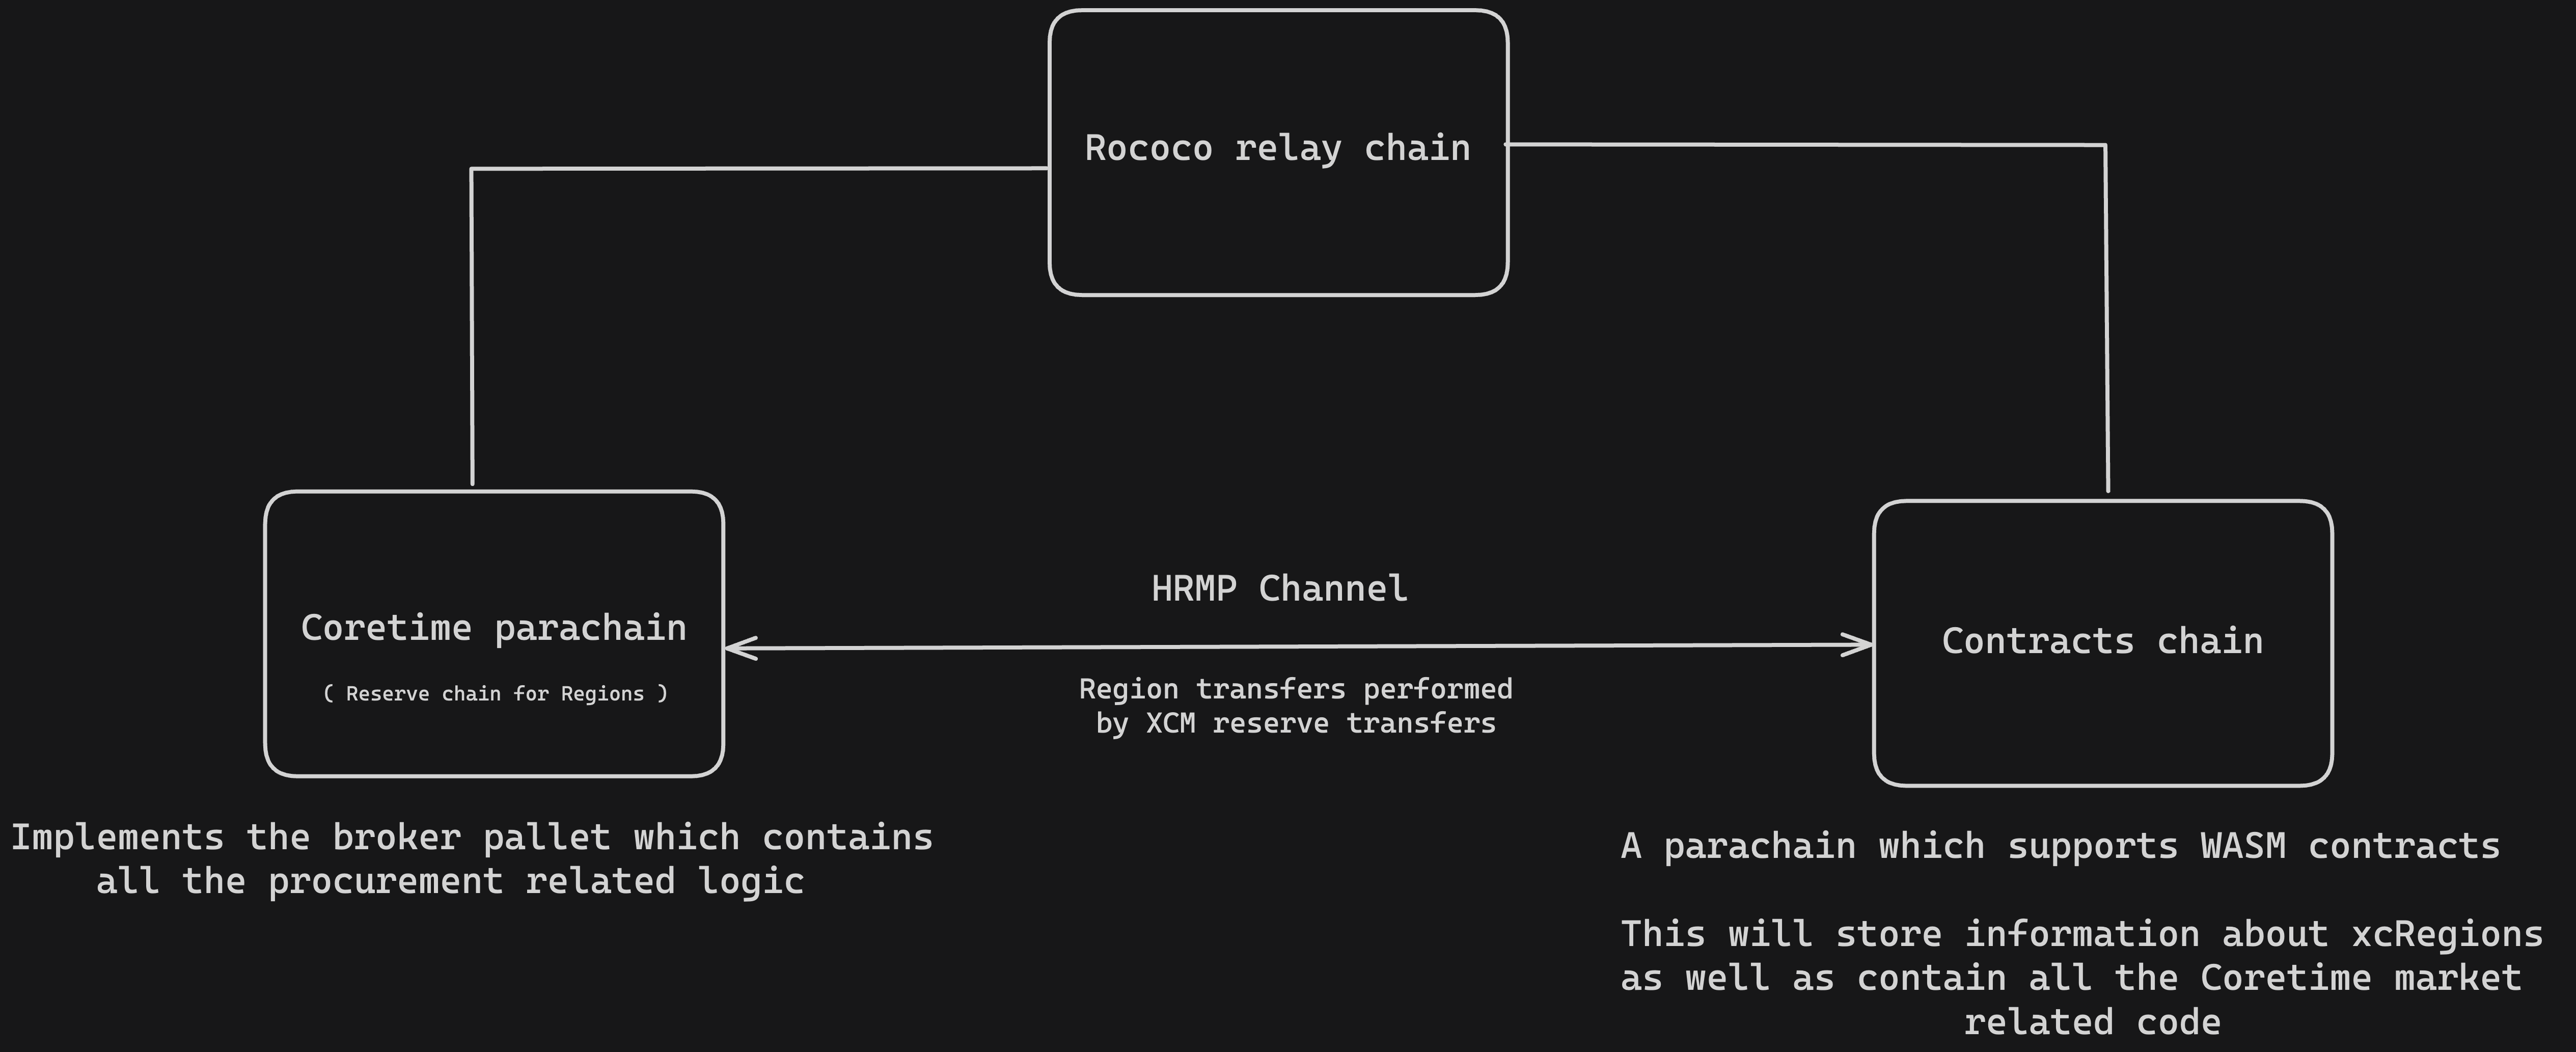 Rococo relay chain
Coretime parachain
( Reserve chain for Regions )
HRMP Channel
Region transfers performed
by XCM reserve transfers
Contracts chain
Implements the broker pallet which contains
all the procurement related logic
A parachain which supports WASM contracts
This will store information about xcRegions
as well as contain all the Coretime market
related code